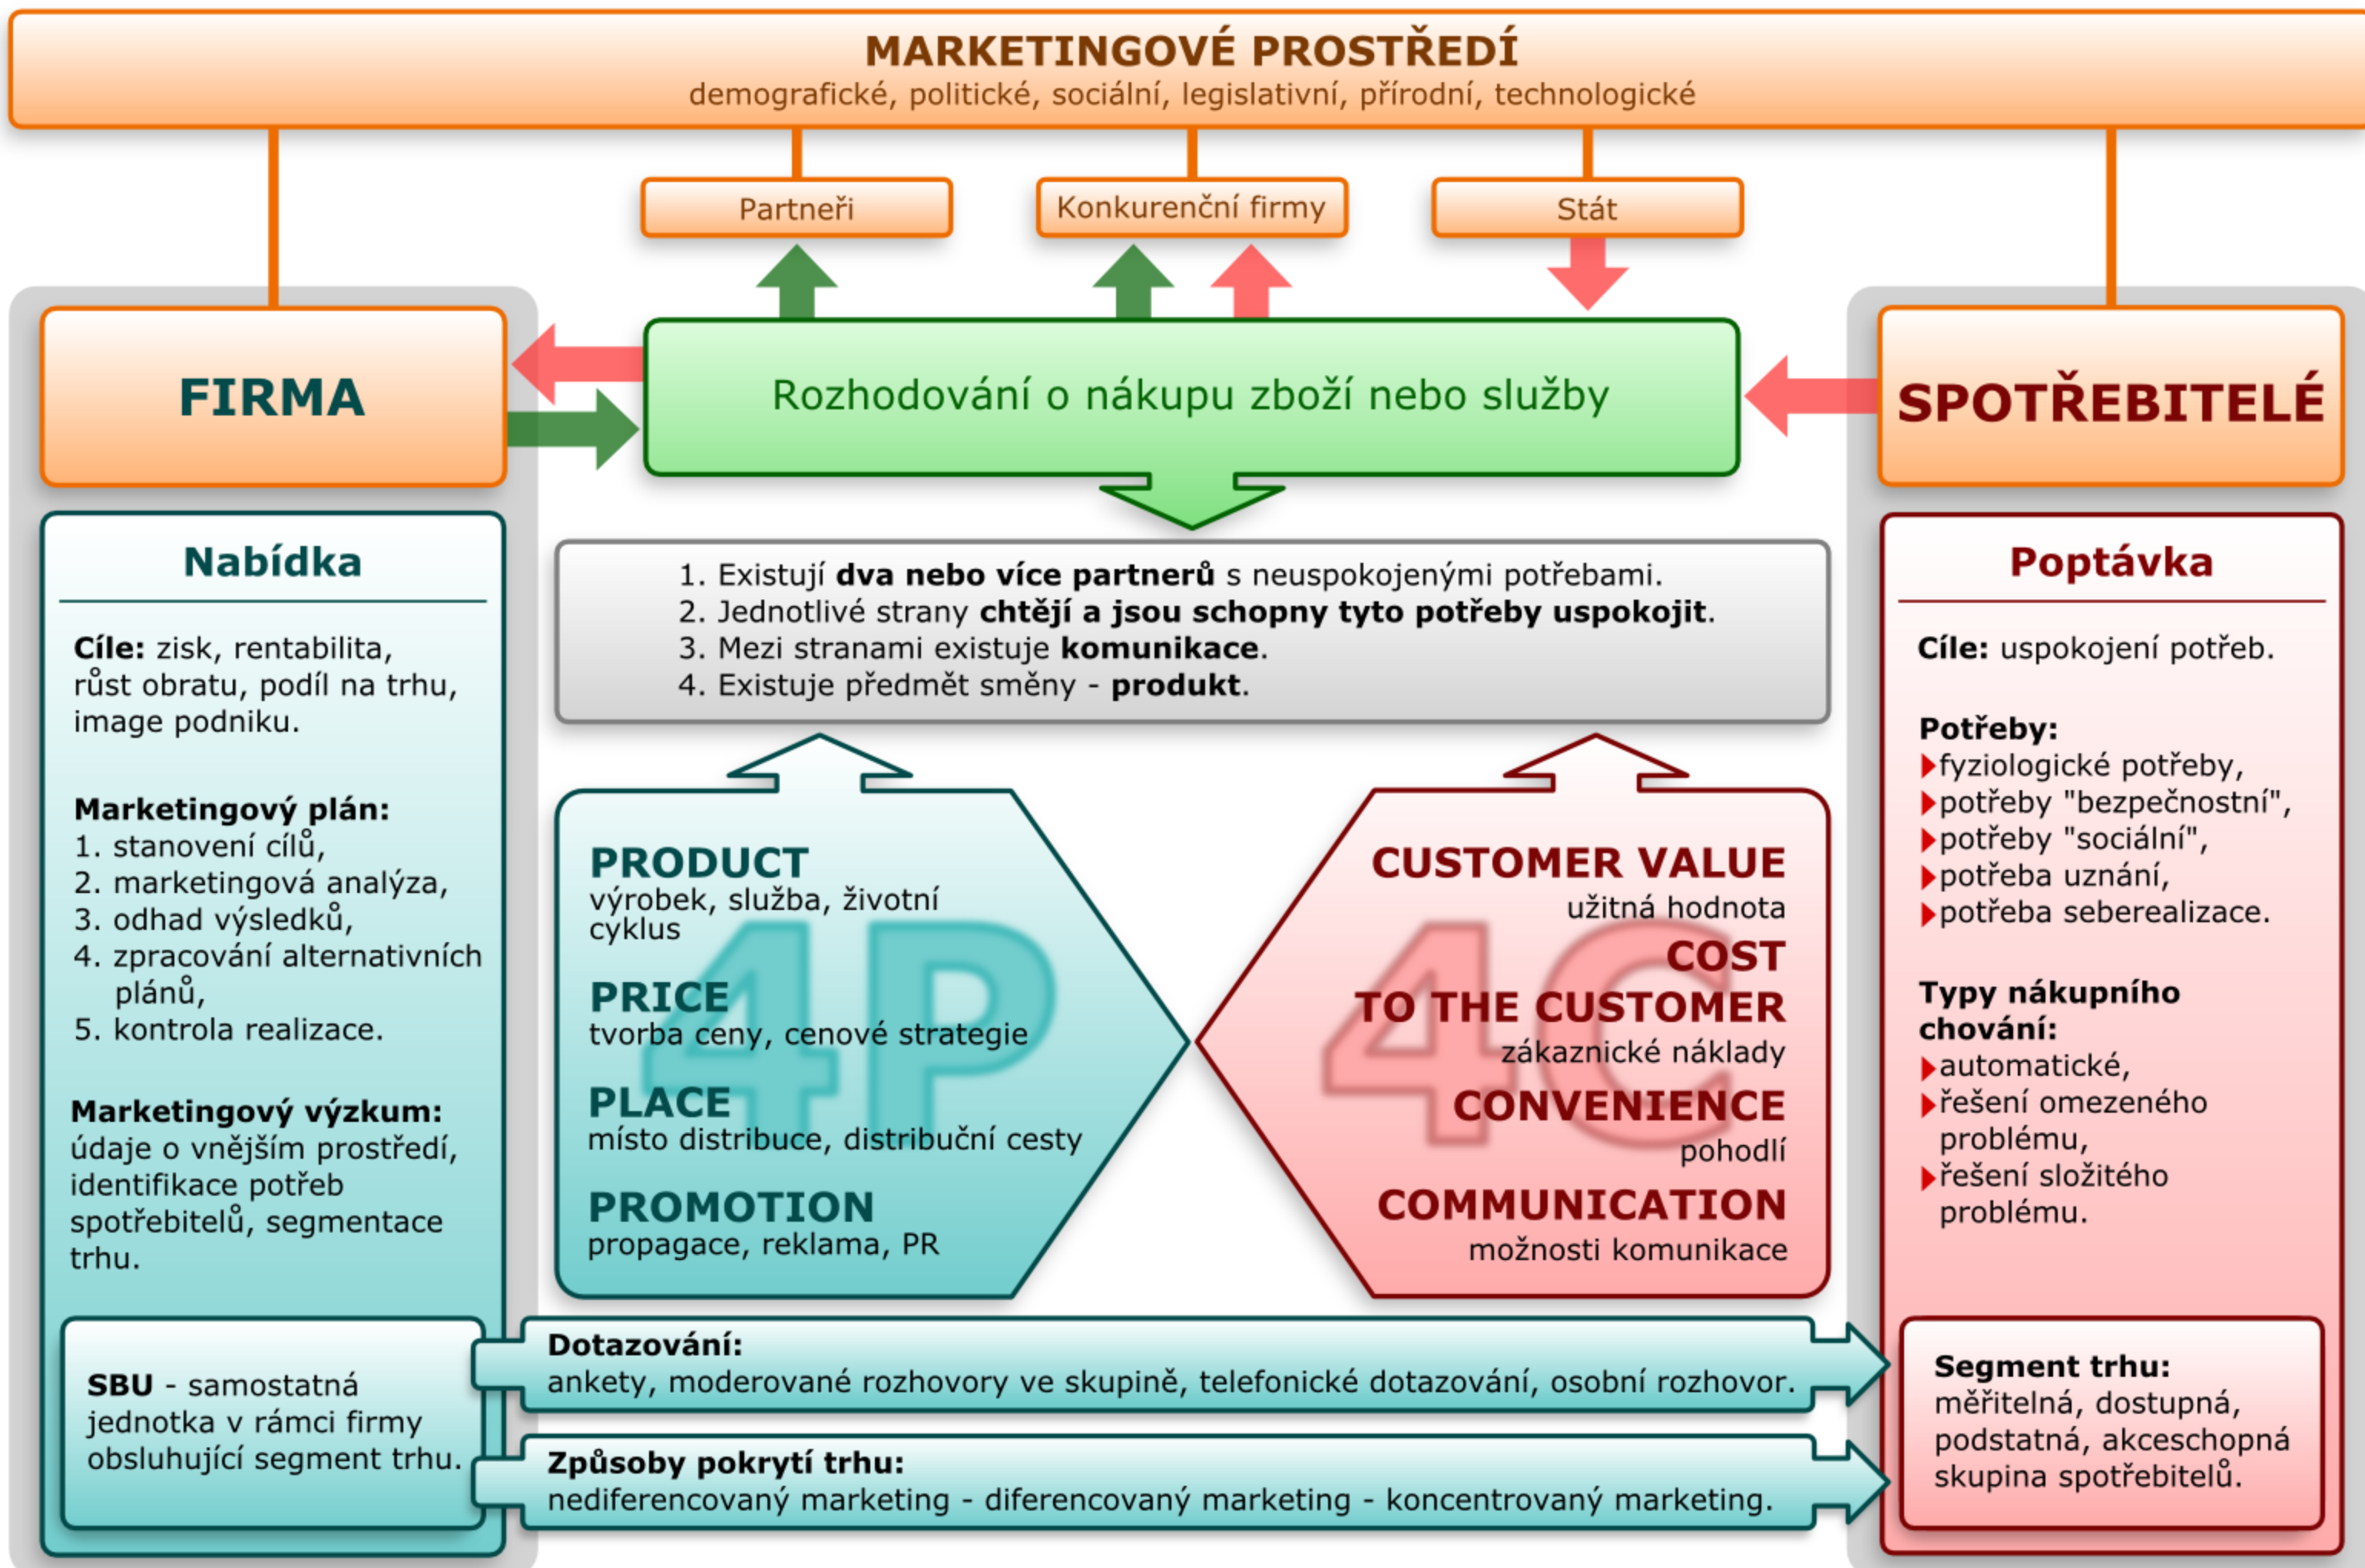 MARKETINGOVÉ PROSTŘEDÍ
demografické, politické, sociální, legislativní, přírodní, technologické
Partneři
Konkurenční firmy
Stát
FIRMA
Rozhodování o nákupu zboží nebo služby
SPOTŘEBITELÉ
Nabídka
Cíle: zisk, rentabilita,
růst obratu, podíl na trhu,
image podniku.
Marketingový plán:
1. stanovení cílů,
2. marketingová analýza,
3. odhad výsledků,
4. zpracování alternativních
plánů,
5. kontrola realizace.
Marketingový výzkum:
údaje o vnějším prostředí,
identifikace potřeb
spotřebitelů, segmentace
trhu.
SBU - samostatná
jednotka v rámci firmy
obsluhující segment trhu.
1. Existují dva nebo více partnerů s neuspokojenými potřebami.
2. Jednotlivé strany chtějí a jsou schopny tyto potřeby uspokojit.
3. Mezi stranami existuje komunikace.
4. Existuje předmět směny - produkt.
4P
PRODUCT
výrobek, služba, životní
cyklus
PRICE
tvorba ceny, cenové strategie
PLACE
místo distribuce, distribuční cesty
PROMOTION
propagace, reklama, PR
4C
CUSTOMER VALUE
užitná hodnota
COST
TO THE CUSTOMER
zákaznické náklady
CONVENIENCE
pohodlí
COMMUNICATION
možnosti komunikace
Dotazování:
ankety, moderované rozhovory ve skupině, telefonické dotazování, osobní rozhovor.
Způsoby pokrytí trhu:
nediferencovaný marketing - diferencovaný marketing - koncentrovaný marketing.
Poptávka
Cíle: uspokojení potřeb.
Potřeby:
fyziologické potřeby,
potřeby "bezpečnostní",
potřeby "sociální",
potřeba uznání,
potřeba seberealizace.
Typy nákupního
chování:
automatické,
řešení omezeného
problému,
řešení složitého
problému.
Segment trhu:
měřitelná, dostupná,
podstatná, akceschopná
skupina spotřebitelů.